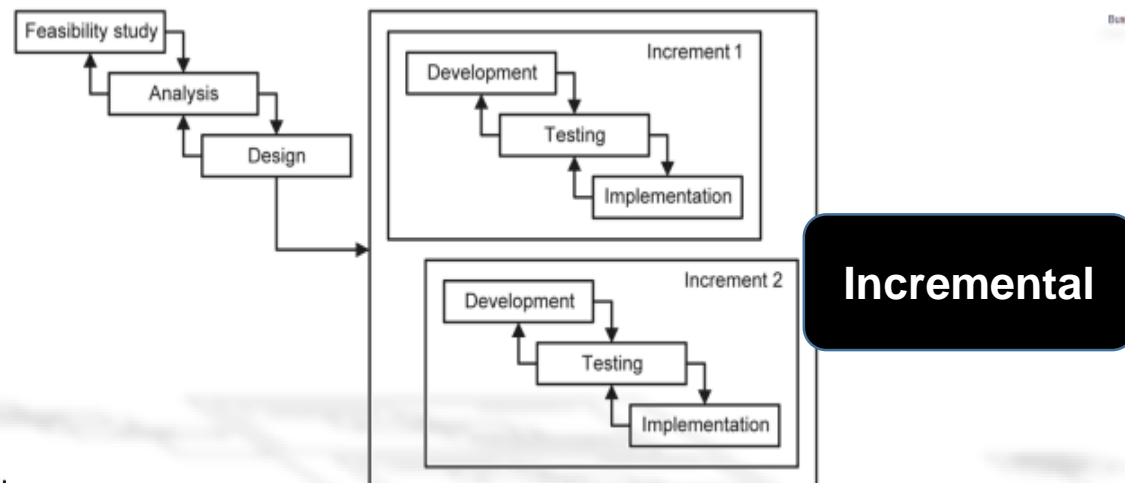 Feasibility study
Analysis
Design
Increment 1
Development
Testing
Implementation
Increment 2
Development
Testing
Implementation
Incremental